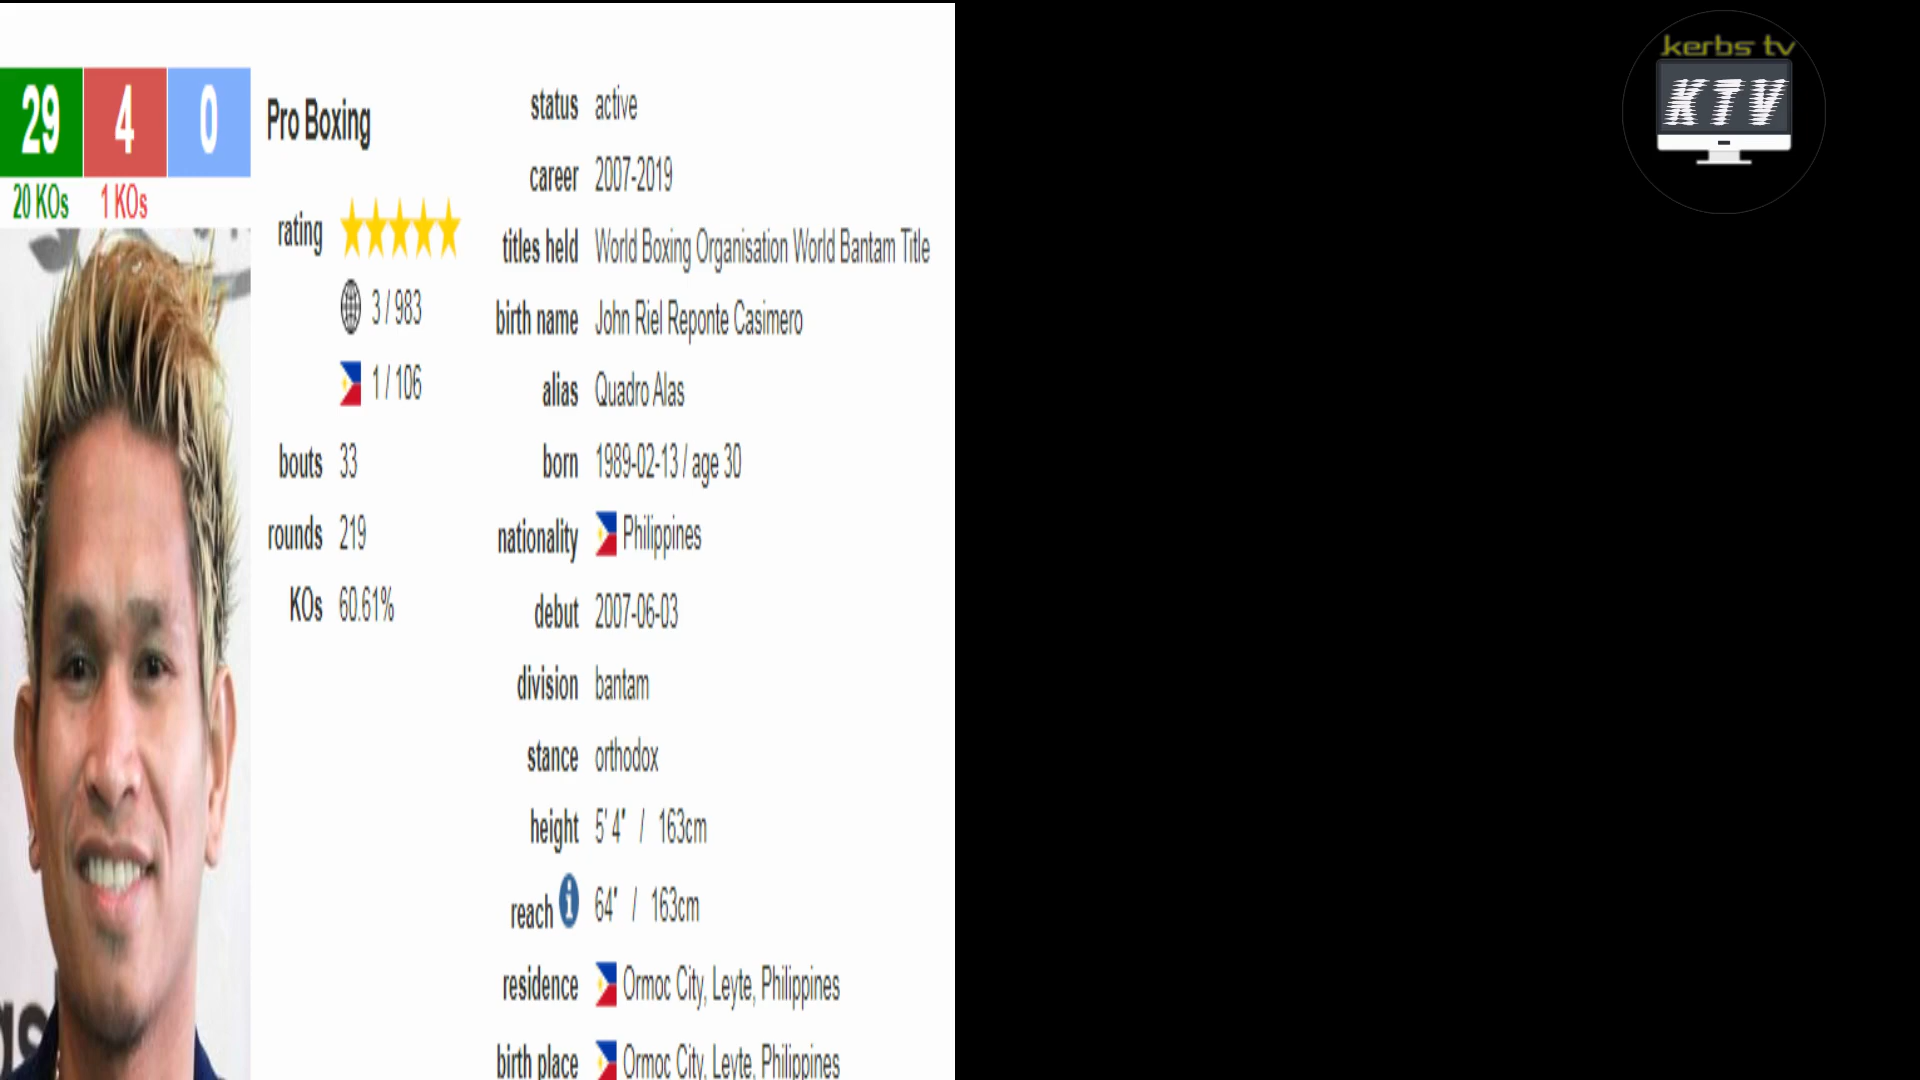 kerbs tv
KTV
29 4 0
20 KOs 1 KOs
Pro Boxing
rating
3 / 983
1 / 106
bouts 33
rounds 219
KOs 60.61%
status active
career 2007-2019
titles held World Boxing Organisation World Bantam Title
birth name John Riel Reponte Casimero
alias Quadro Alas
born 1989-02-13 / age 30
nationality Philippines
debut 2007-06-03
division bantam
stance orthodox
height 5′ 4″ / 163cm
reach i 64″ / 163cm
residence Ormoc City, Leyte, Philippines
birth place Ormoc City, Leyte, Philippines